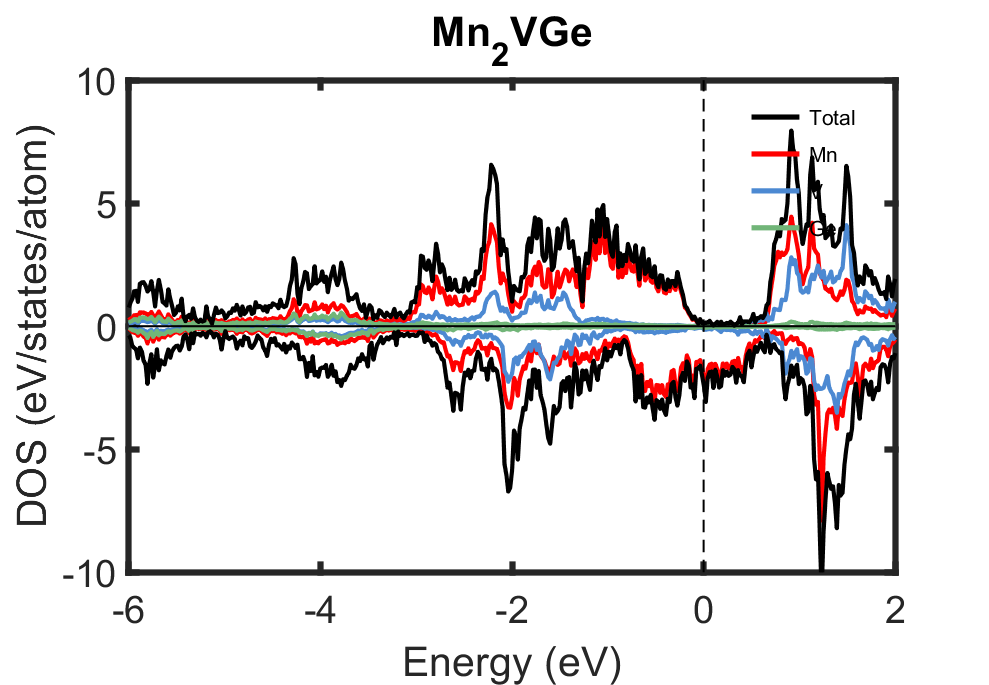 Mn2VGe
DOS (eV/states/atom)
10
5
0
-5
-10
Total
Mn
V
Ge
-6 -4 -2 0 2
Energy (eV)